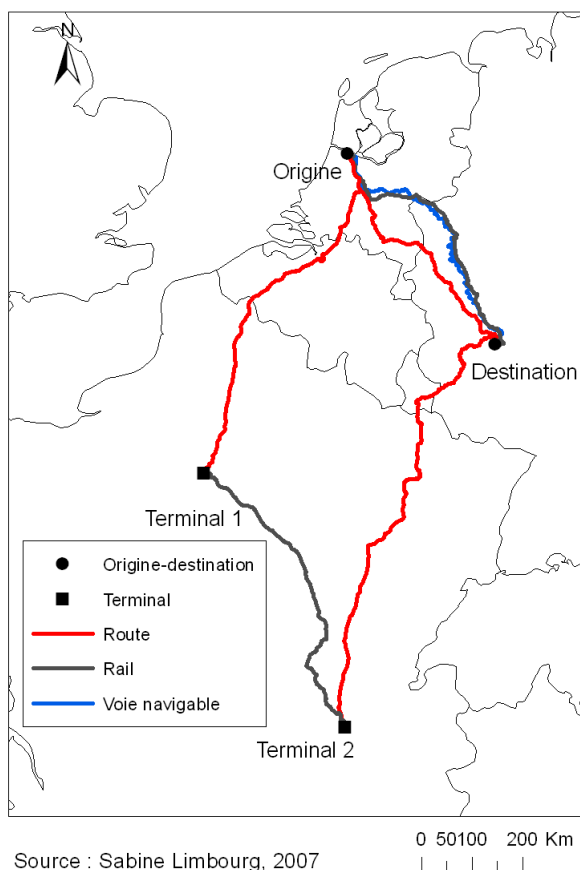 N
Origine
Destination
Terminal 1
Origine-destination
Terminal
Route
Rail
Voie navigable
Terminal 2
0 50100 200 Km
Source : Sabine Limbourg, 2007